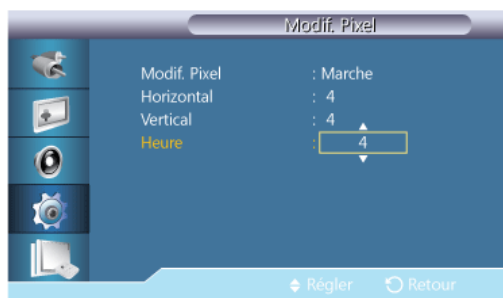 Modif. Pixel
Modif. Pixel : Marche
Horizontal : 4
Vertical : 4
Heure : 4
Régler Retour